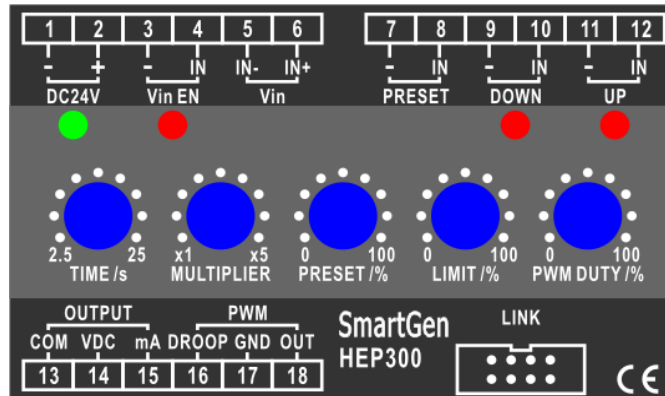 1 2 3 4 5 6 7 8 9 10 11 12
- + - IN IN- IN+ - IN - IN - IN
DC24V Vin EN Vin PRESET DOWN UP
2.5 25 x1 x5 0 100 0 100 0 100
TIME /s MULTIPLIER PRESET /% LIMIT /% PWM DUTY /%
OUTPUT PWM SmartGen LINK
COM VDC mA DROOP GND OUT HEP300
13 14 15 16 17 18 CE